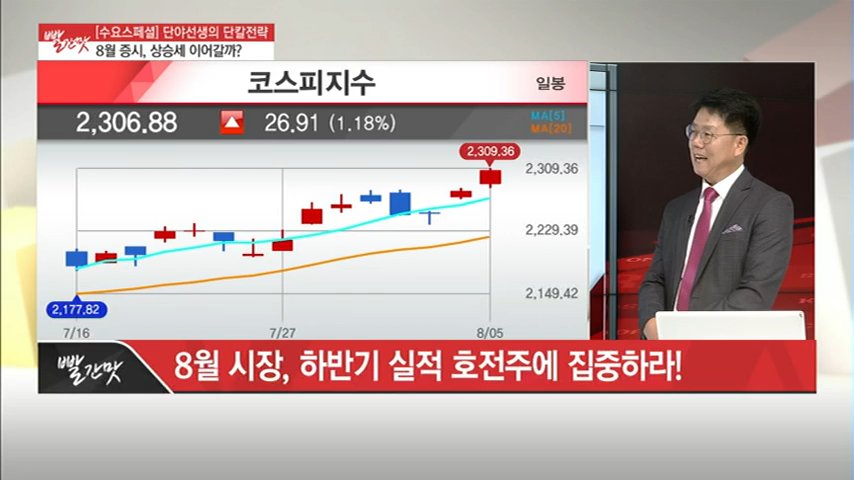 빨간맛
[수요스페셜] 단야선생의 단칼전략
8월 증시, 상승세 이어갈까?
코스피지수
일봉
2,306.88
26.91 (1.18%)
MA[5]
MA[20]
2,309.36
2,309.36
2,229.39
2,149.42
2,177.82
7/16
7/27
8/05
빨간맛
8월 시장, 하반기 실적 호전주에 집중하라!